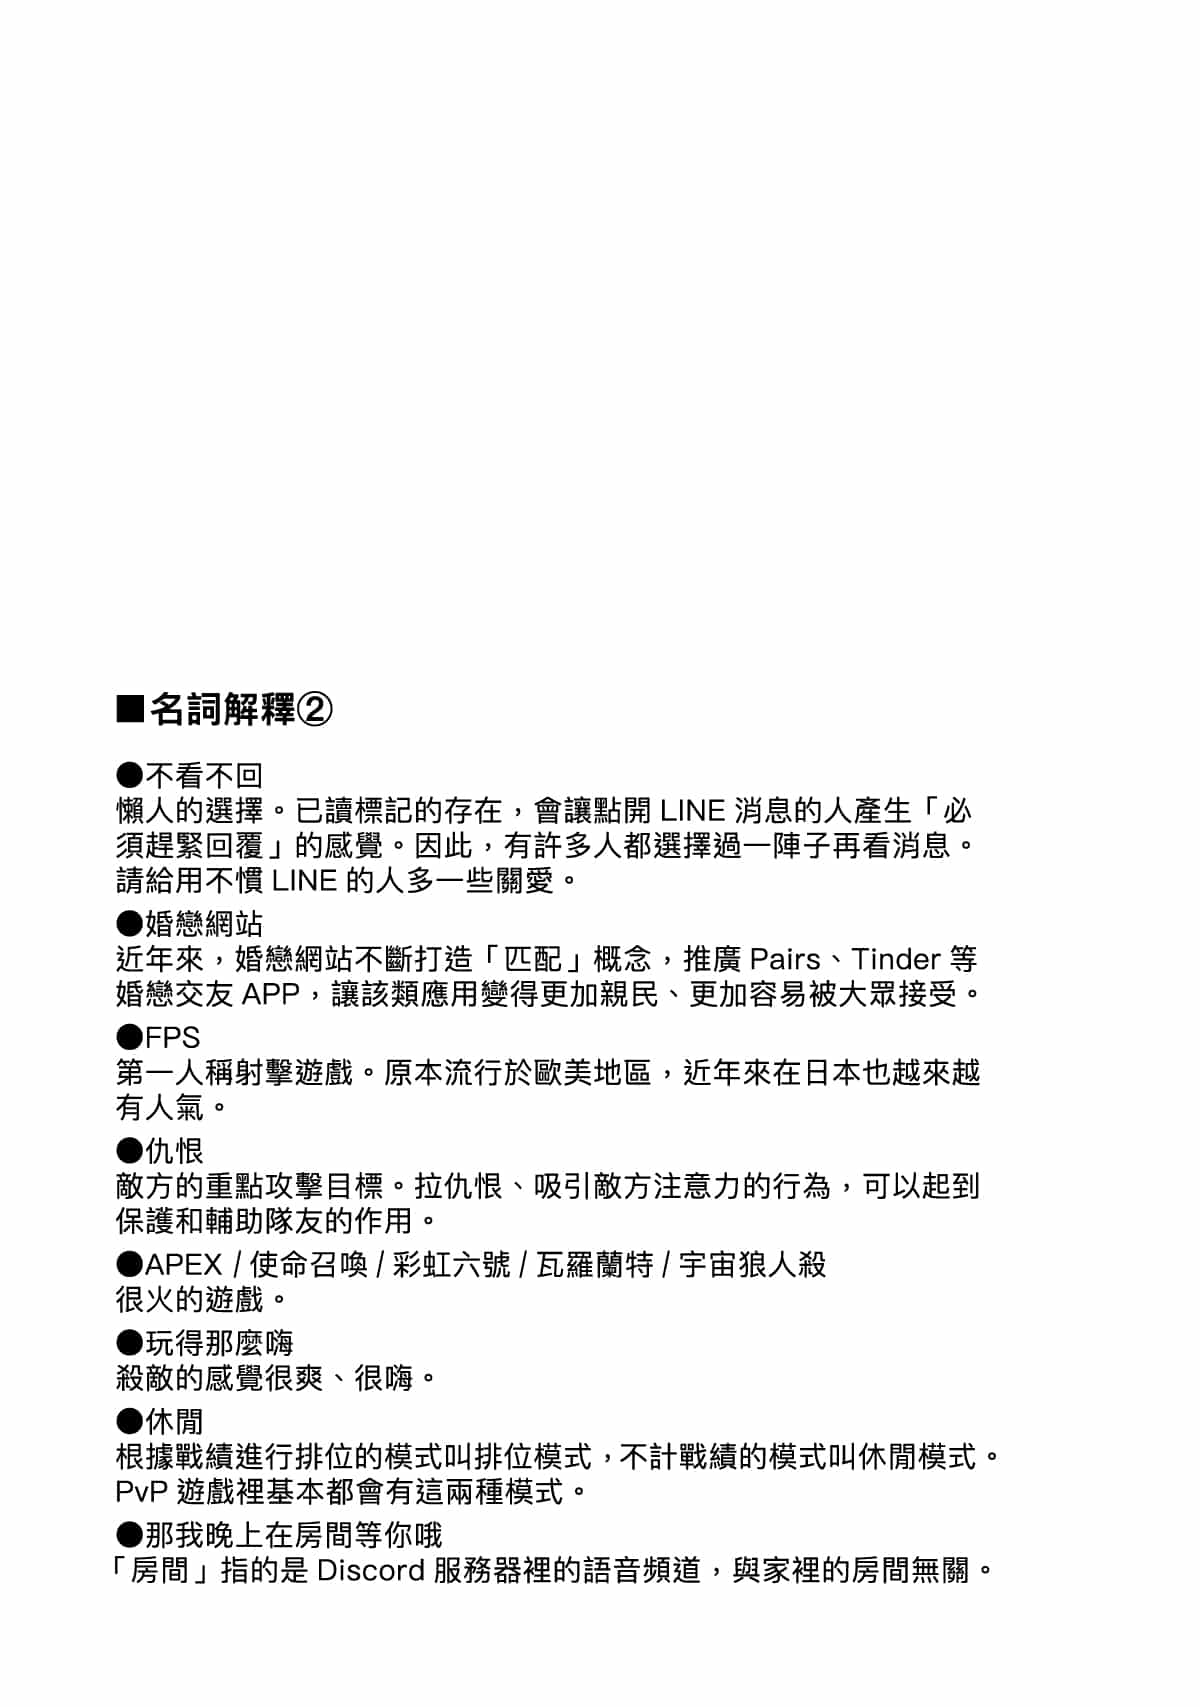 ■名詞解釋②
●不看不回
懶人的選擇。已讀標記的存在，會讓點開 LINE 消息的人產生「必
須趕緊回覆」的感覺。因此，有許多人都選擇過一陣子再看消息。
請給用不慣 LINE 的人多一些關愛。
●婚戀網站
近年來，婚戀網站不斷打造「匹配」概念，推廣 Pairs、Tinder 等
婚戀交友 APP，讓該類應用變得更加親民、更加容易被大眾接受。
●FPS
第一人稱射擊遊戲。原本流行於歐美地區，近年來在日本也越來越
有人氣。
●仇恨
敵方的重點攻擊目標。拉仇恨、吸引敵方注意力的行為，可以起到
保護和輔助隊友的作用。
●APEX / 使命召喚 / 彩虹六號 / 瓦羅蘭特 / 宇宙狼人殺
很火的遊戲。
●玩得那麼嗨
殺敵的感覺很爽、很嗨。
●休閒
根據戰績進行排位的模式叫排位模式，不計戰績的模式叫休閒模式。
PvP 遊戲裡基本都會有這兩種模式。
●那我晚上在房間等你哦
「房間」指的是 Discord 服務器裡的語音頻道，與家裡的房間無關。